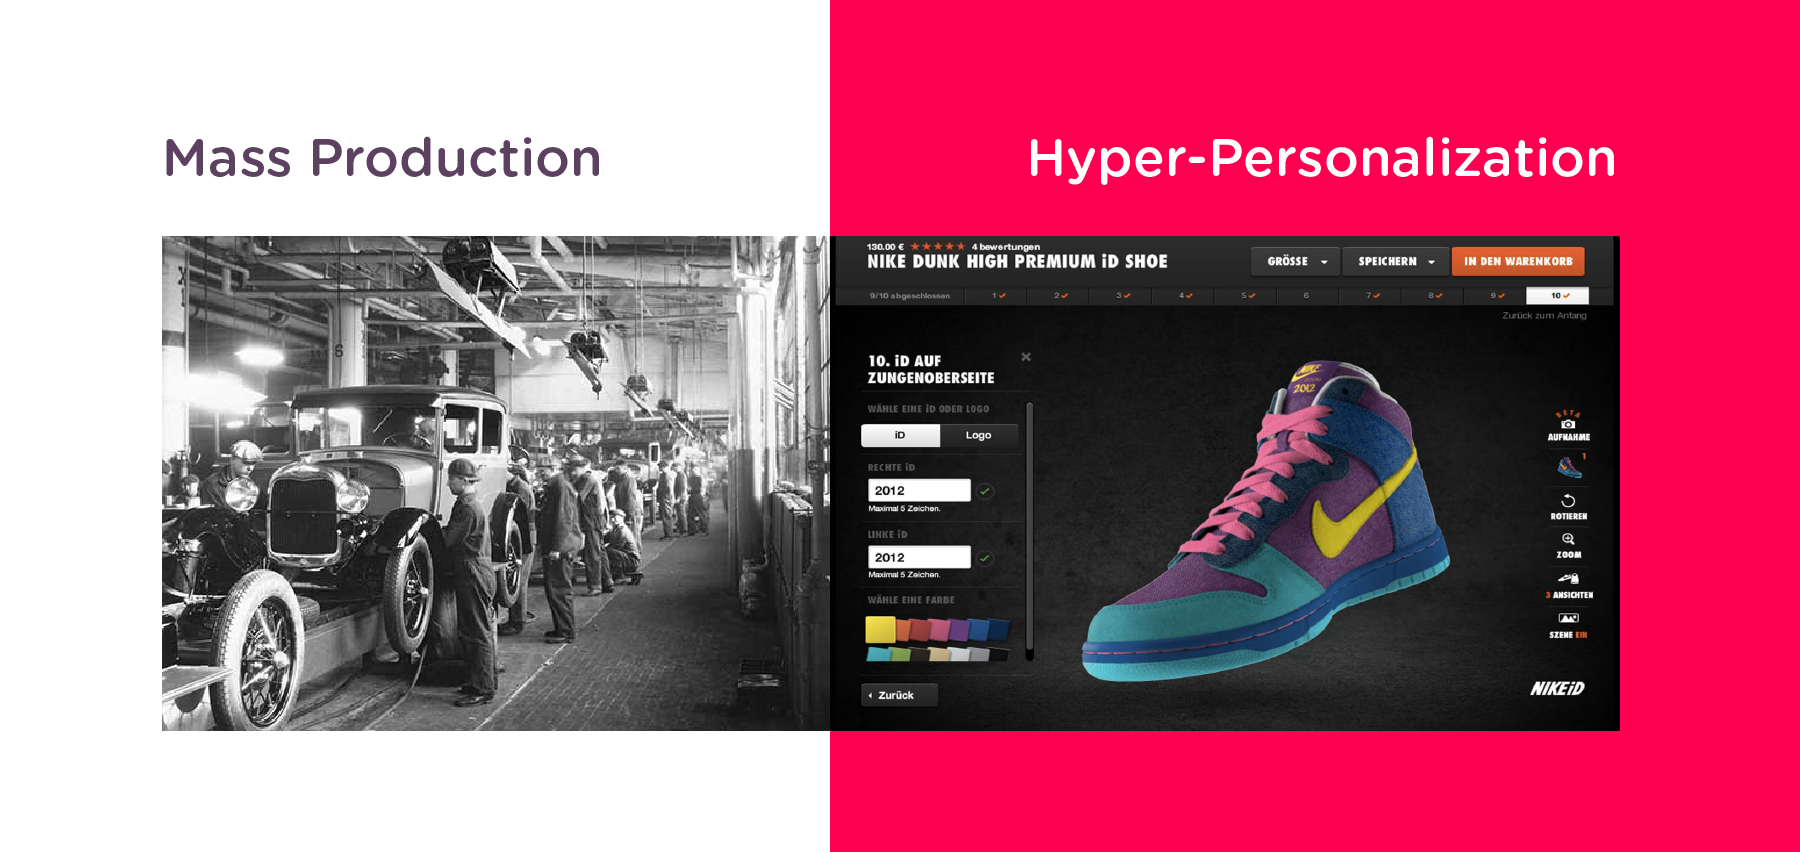 Mass Production
Hyper-Personalization
130.00 € ★★★★★ 4 bewertungen
NIKE DUNK HIGH PREMIUM iD SHOE
GRÖSSE
SPEICHERN
IN DEN WARENKORB
9/10 abgeschlossen 1 2 3 4 5 6 7 8 9 10
Zurück zum Anfang
10. iD AUF
ZUNGENOBERSEITE
WÄHLE EINE iD ODER LOGO
iD Logo
RECHTE iD
2012
Maximal 5 Zeichen.
LINKE iD
2012
Maximal 5 Zeichen.
WÄHLE EINE FARBE
Zurück
NIKE
2012
BETA
AUFNAHME
1
ROTIEREN
ZOOM
3 ANSICHTEN
SZENE EIN
NIKEiD
6